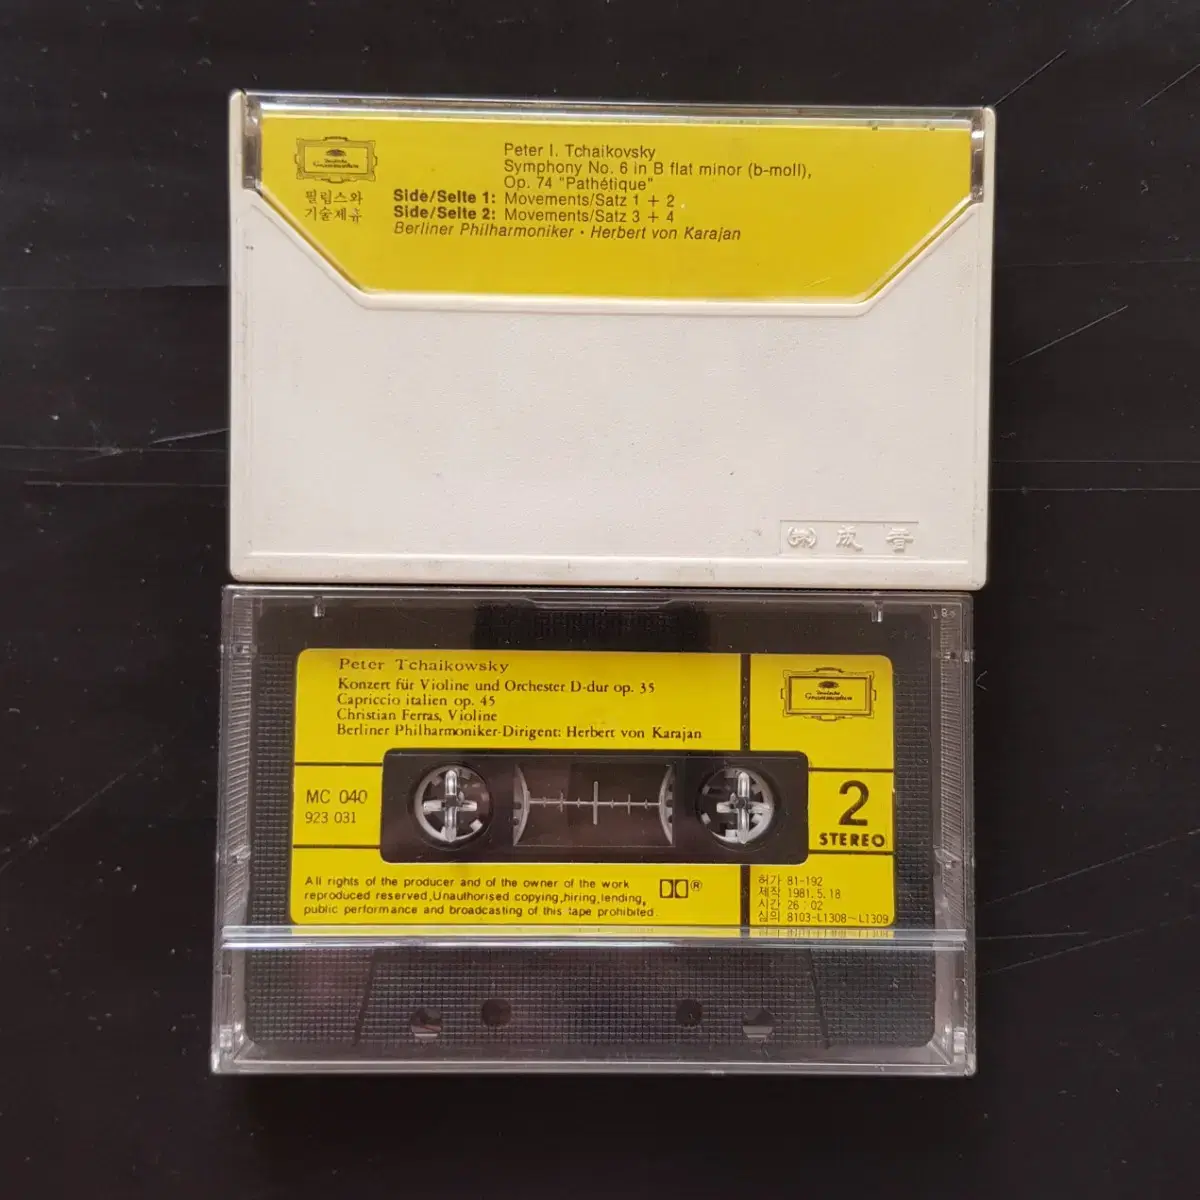 Deutsche
Grammophon
필립스와
기술제휴
Peter I. Tchaikovsky
Symphony No. 6 in B flat minor (b-moll),
Op. 74 "Pathétique"
Side/Seite 1: Movements/Satz 1 + 2
Side/Seite 2: Movements/Satz 3 + 4
Berliner Philharmoniker · Herbert von Karajan
㈱ 成音
Peter Tchaikowsky
Konzert für Violine und Orchester D-dur op. 35
Capriccio italien op. 45
Christian Ferras, Violine
Berliner Philharmoniker-Dirigent: Herbert von Karajan
Deutsche
Grammophon
MC 040
923 031
2
STEREO
All rights of the producer and of the owner of the work
reproduced reserved,Unauthorised copying,hiring,lending,
public performance and broadcasting of this tape prohibited.
®
허가 81-192
제작 1981.5.18
시간 26:02
심의 8103-L1308~L1309